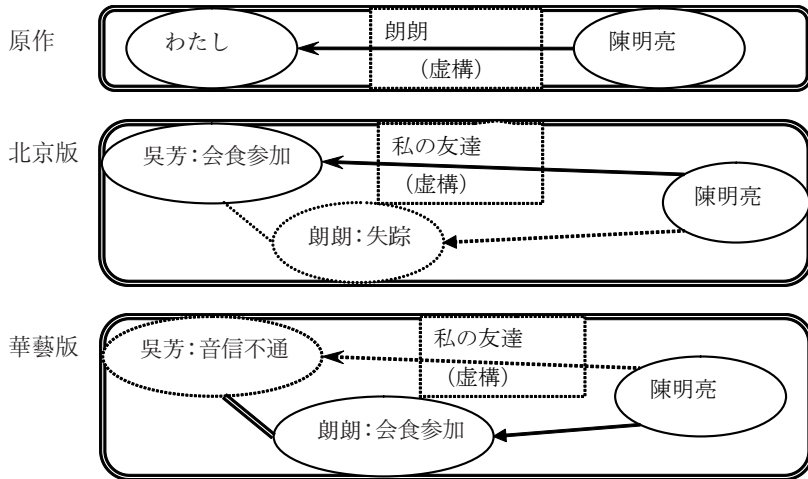 原作
わたし
朗朗
(虚構)
陳明亮
北京版
呉芳:会食参加
私の友達
(虚構)
陳明亮
朗朗:失踪
華藝版
呉芳:音信不通
私の友達
(虚構)
陳明亮
朗朗:会食参加